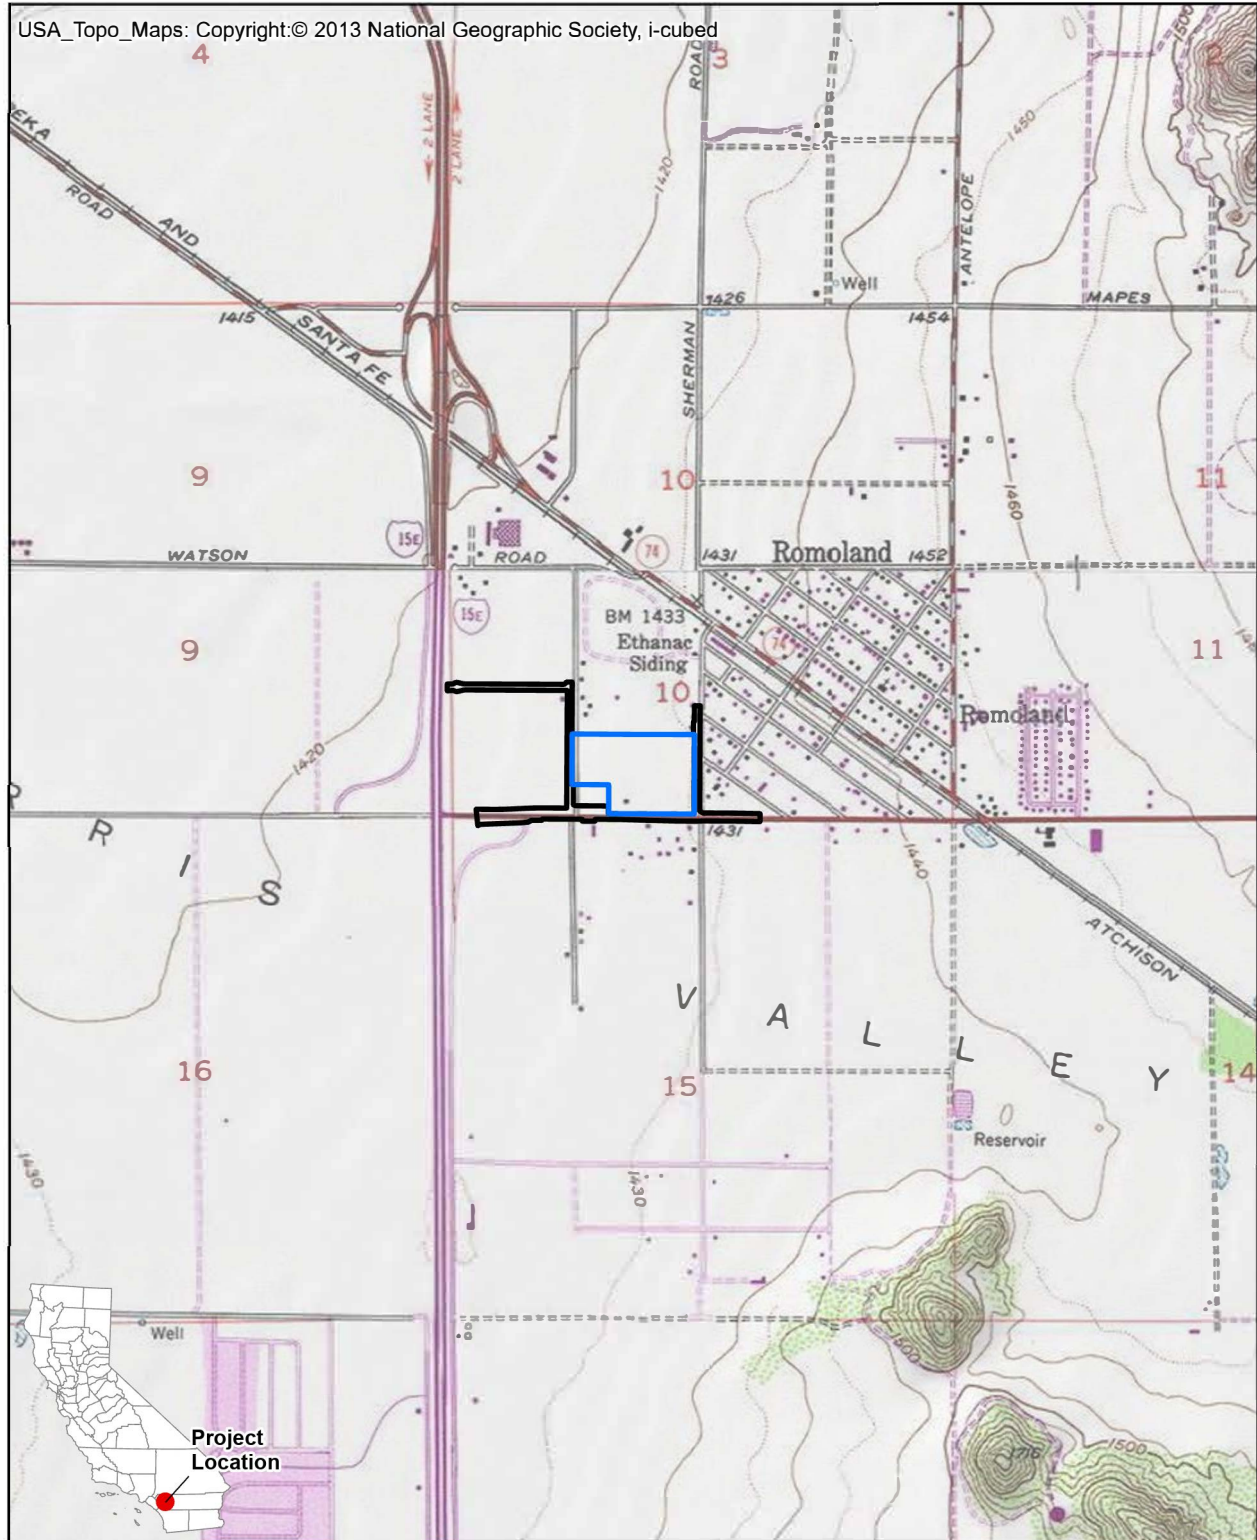 USA_Topo_Maps: Copyright:© 2013 National Geographic Society, i-cubed
4
3
2
1500
ROAD
EKA
ROAD
AND
2 LANE
2 LANE
1420
1450
ANTELOPE
Well
1426
MAPES
1415
SANTA FE
1454
SHERMAN
9
10
11
1460
15E
WATSON
ROAD
74
1431
Romoland
1452
15E
BM 1433
Ethanac
Siding
74
9
10
11
Romoland
1420
R
I
S
1431
1440
ATCHISON
V
A
L
L
E
Y
16
15
14
Reservoir
1430
1430
Well
1500
Project
Location
1716
1500